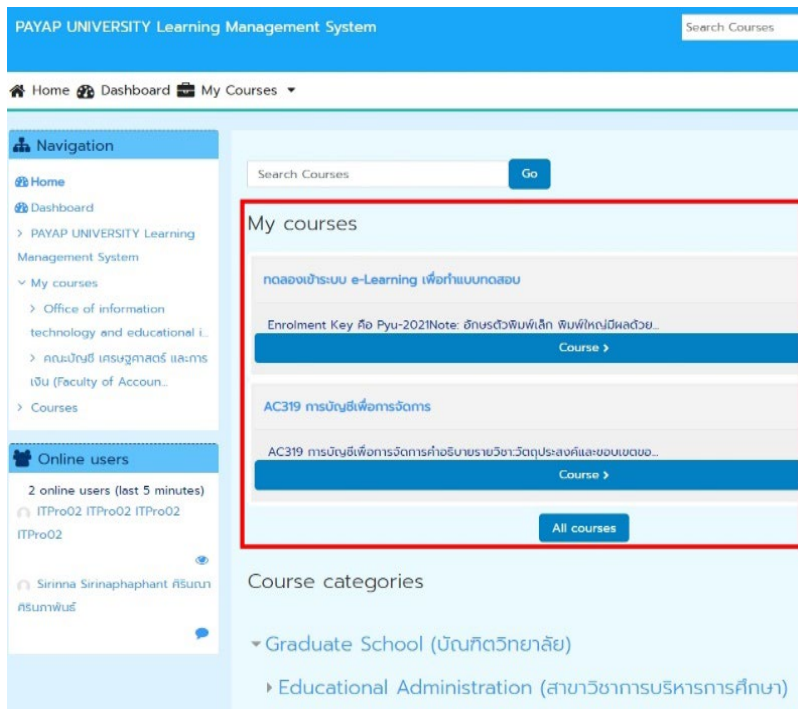 PAYAP UNIVERSITY Learning Management System
Search Courses
Home Dashboard My Courses
Navigation
Home
Dashboard
PAYAP UNIVERSITY Learning
Management System
My courses
Office of information
technology and educational i..
คณะบัญชี เศรษฐศาสตร์ และการ
เงิน (Faculty of Accoun..
Courses
Online users
2 online users (last 5 minutes)
ITPro02 ITPro02 ITPro02
ITPro02
Sirinna Sirinaphaphant ศิริณณา
ศิรินภาพันธ์
Search Courses
Go
My courses
ทดลองเข้าระบบ e-Learning เพื่อทำแบบทดสอบ
Enrolment Key คือ Pyu-2021Note: อักษรตัวพิมพ์เล็ก พิมพ์ใหญ่มีผลด้วย...
Course
AC319 การบัญชีเพื่อการจัดการ
AC319 การบัญชีเพื่อการจัดการคำอธิบายรายวิชา:วัตถุประสงค์และขอบเขตขอ...
Course
All courses
Course categories
Graduate School (บัณฑิตวิทยาลัย)
Educational Administration (สาขาวิชาการบริหารการศึกษา)